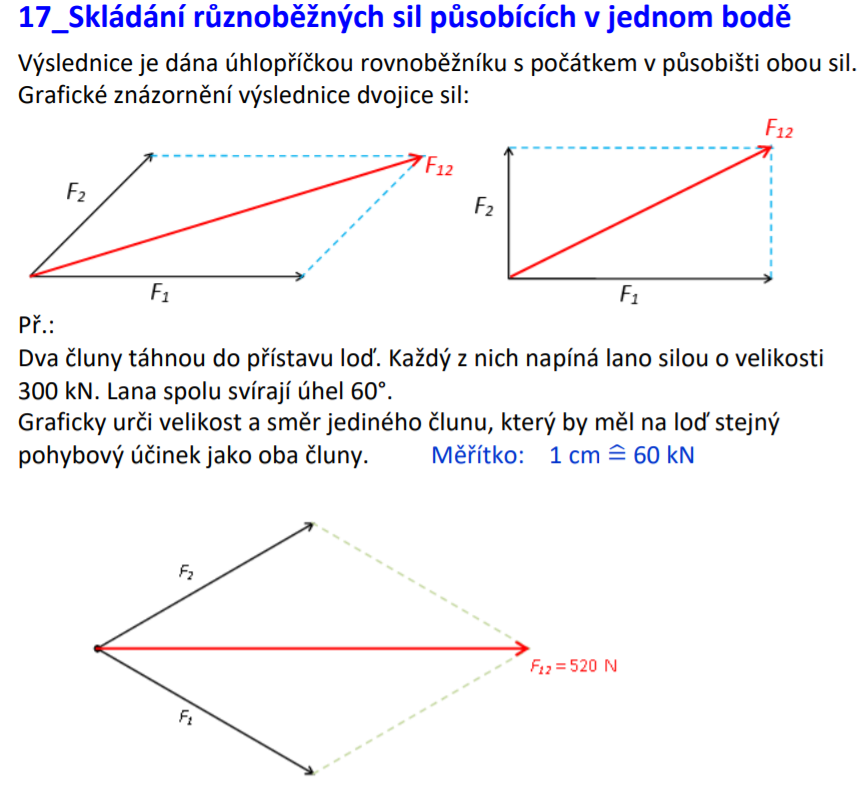 17_Skládání různoběžných sil působících v jednom bodě
Výslednice je dána úhlopříčkou rovnoběžníku s počátkem v působišti obou sil.
Grafické znázornění výslednice dvojice sil:
F₂
F₁₂
F₁
F₂
F₁₂
F₁
Př.:
Dva čluny táhnou do přístavu loď. Každý z nich napíná lano silou o velikosti
300 kN. Lana spolu svírají úhel 60°.
Graficky urči velikost a směr jediného člunu, který by měl na loď stejný
pohybový účinek jako oba čluny. Měřítko: 1 cm ≙ 60 kN
F₂
F₁₂ = 520 N
F₁